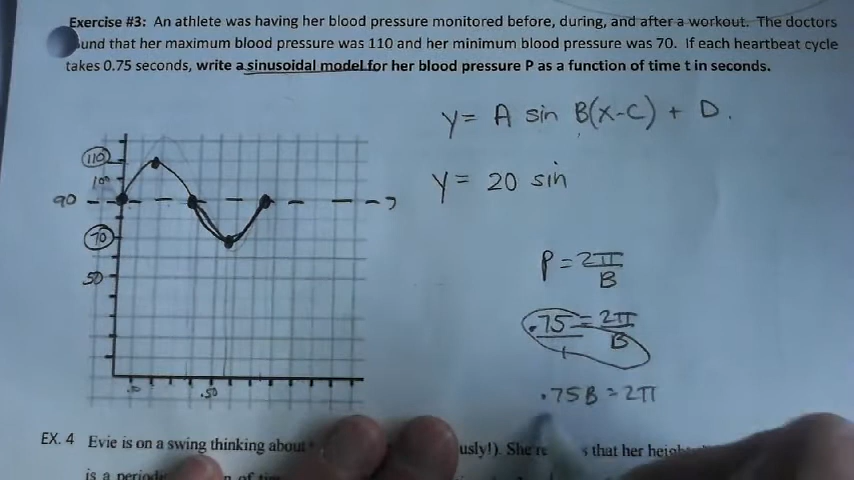 Exercise #3: An athlete was having her blood pressure monitored before, during, and after a workout. The doctors
und that her maximum blood pressure was 110 and her minimum blood pressure was 70. If each heartbeat cycle
takes 0.75 seconds, write a sinusoidal model for her blood pressure P as a function of time t in seconds.
y = A sin B(x-C) + D.
110
100
90
70
50
.50
y = 20 sin
P = 2π/B
.75/1 = 2π/B
.75B = 2π
EX. 4 Evie is on a swing thinking about usly!). She re s that her heigh
is a period n of